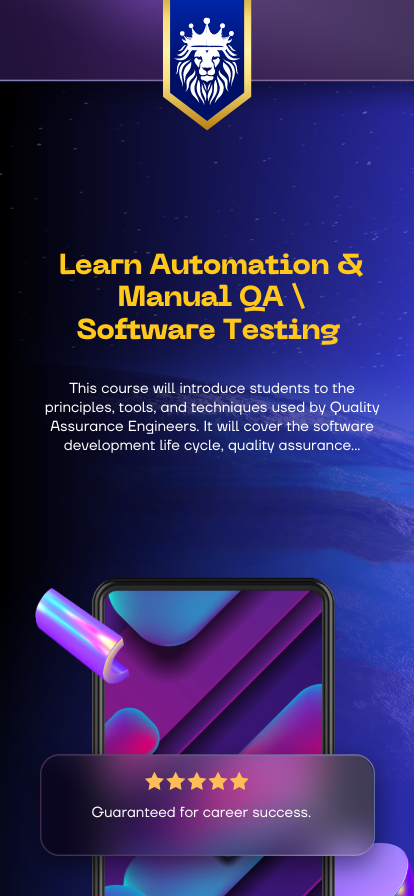 Learn Automation &
Manual QA \
Software Testing
This course will introduce students to the
principles, tools, and techniques used by Quality
Assurance Engineers. It will cover the software
development life cycle, quality assurance...
Guaranteed for career success.